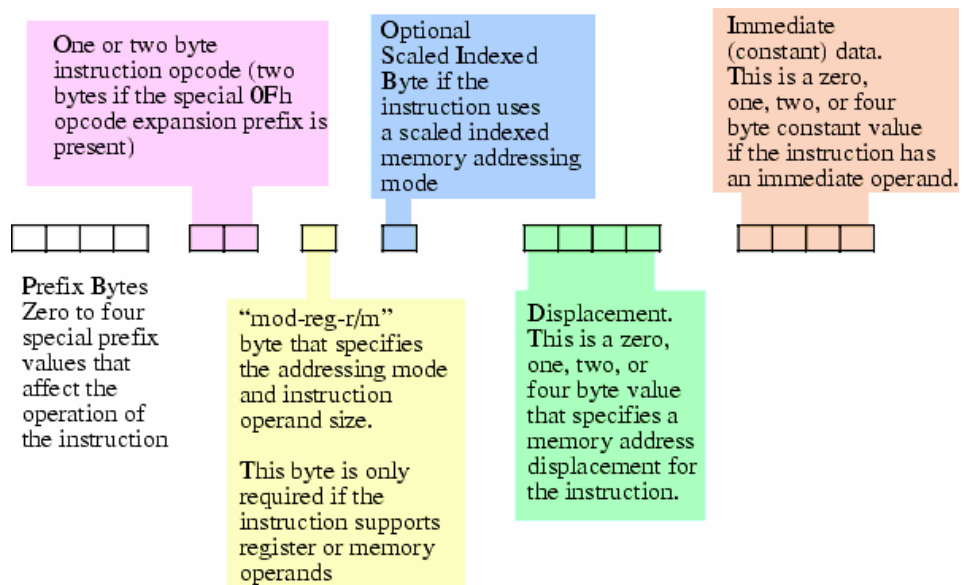 One or two byte
instruction opcode (two
bytes if the special 0Fh
opcode expansion prefix is
present)
Optional
Scaled Indexed
Byte if the
instruction uses
a scaled indexed
memory addressing
mode
Immediate
(constant) data.
This is a zero,
one, two, or four
byte constant value
if the instruction has
an immediate operand.
Prefix Bytes
Zero to four
special prefix
values that
affect the
operation of
the instruction
“mod-reg-r/m”
byte that specifies
the addressing mode
and instruction
operand size.
This byte is only
required if the
instruction supports
register or memory
operands
Displacement.
This is a zero,
one, two, or
four byte value
that specifies a
memory address
displacement for
the instruction.